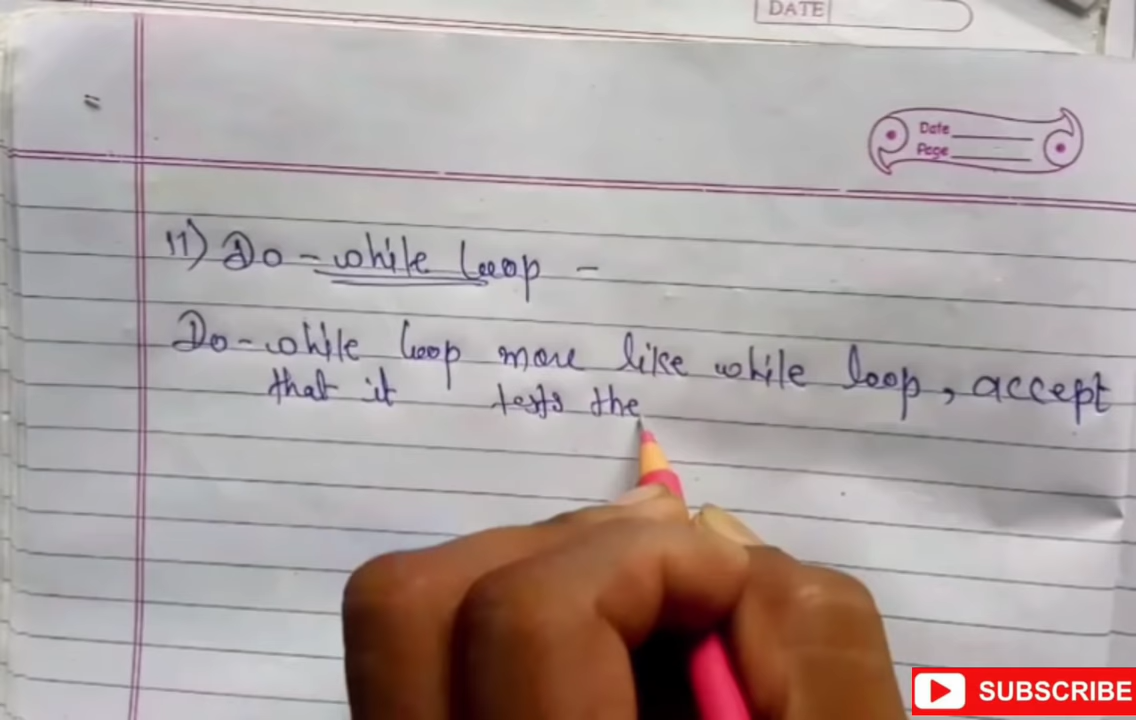 DATE
Date
Page
11) Do-while Loop -
Do-while loop more like while loop, accept
that it tests the
SUBSCRIBE